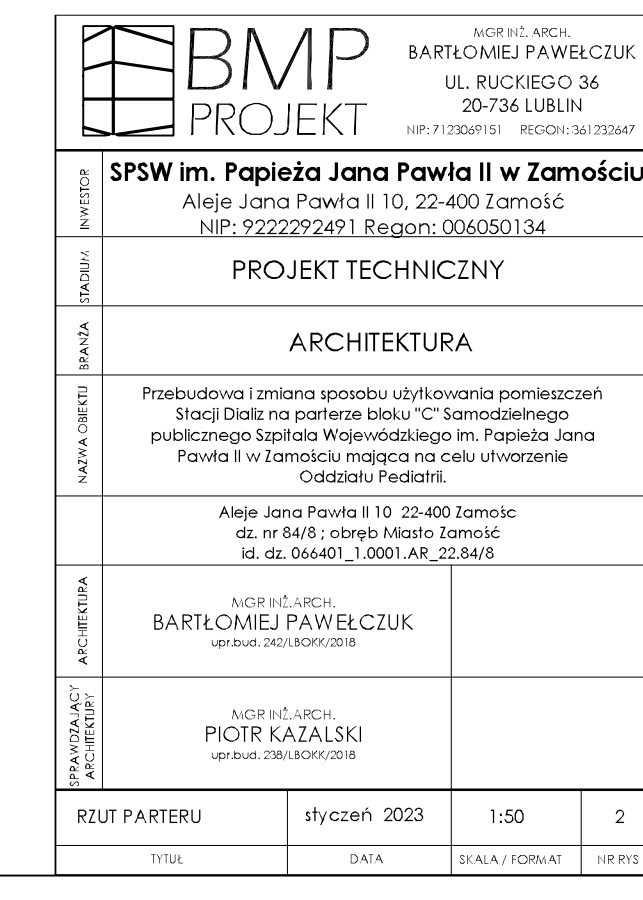 BMP
PROJEKT
MGR INŻ. ARCH.
BARTŁOMIEJ PAWEŁCZUK
UL. RUCKIEGO 36
20-736 LUBLIN
NIP: 7123069151 REGON: 361232647
INWESTOR
SPSW im. Papieża Jana Pawła II w Zamościu
Aleje Jana Pawła II 10, 22-400 Zamość
NIP: 9222292491 Regon: 006050134
STADIUM
PROJEKT TECHNICZNY
BRANŻA
ARCHITEKTURA
NAZWA OBIEKTU
Przebudowa i zmiana sposobu użytkowania pomieszczeń
Stacji Dializ na parterze bloku "C" Samodzielnego
publicznego Szpitala Wojewódzkiego im. Papieża Jana
Pawła II w Zamościu mająca na celu utworzenie
Oddziału Pediatrii.
Aleje Jana Pawła II 10 22-400 Zamośc
dz. nr 84/8 ; obręb Miasto Zamość
id. dz. 066401_1.0001.AR_22.84/8
ARCHITEKTURA
MGR INŻ.ARCH.
BARTŁOMIEJ PAWEŁCZUK
upr.bud. 242/LBOKK/2018
SPRAWDZAJĄCY
ARCHITEKTURY
MGR INŻ.ARCH.
PIOTR KAZALSKI
upr.bud. 238/LBOKK/2018
RZUT PARTERU styczeń 2023 1:50 2
TYTUŁ DATA SKALA / FORMAT NR RYS